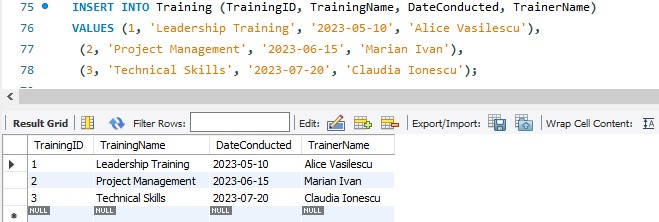 75 INSERT INTO Training (TrainingID, TrainingName, DateConducted, TrainerName)
76 VALUES (1, 'Leadership Training', '2023-05-10', 'Alice Vasilescu'),
77 (2, 'Project Management', '2023-06-15', 'Marian Ivan'),
78 (3, 'Technical Skills', '2023-07-20', 'Claudia Ionescu');
Result Grid Filter Rows: Edit: Export/Import: Wrap Cell Content: IA
TrainingID TrainingName DateConducted TrainerName
1 Leadership Training 2023-05-10 Alice Vasilescu
2 Project Management 2023-06-15 Marian Ivan
3 Technical Skills 2023-07-20 Claudia Ionescu
NULL NULL NULL NULL